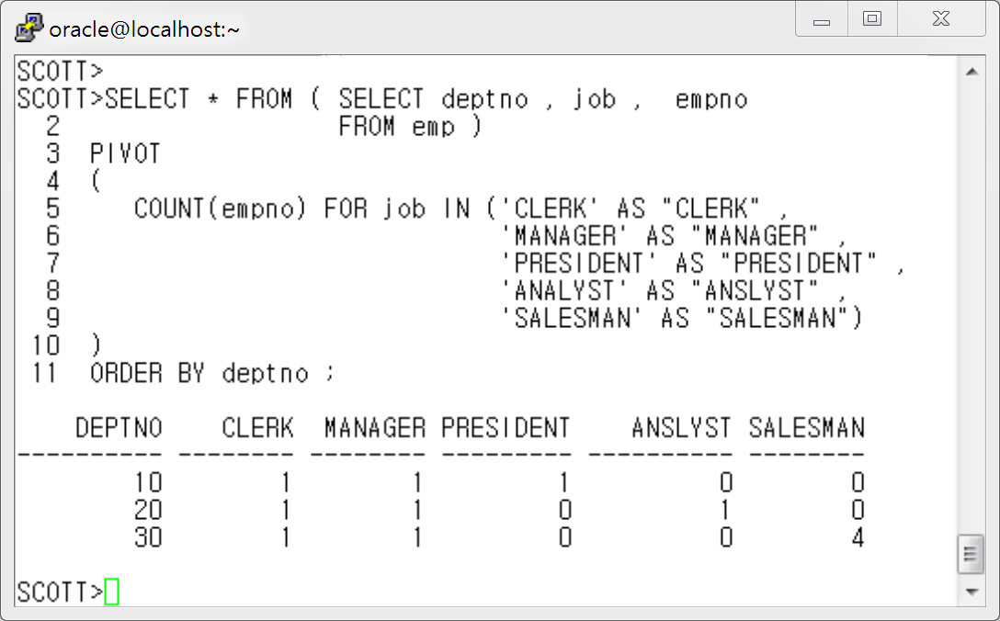 oracle@localhost:~
SCOTT>
SCOTT>SELECT * FROM ( SELECT deptno , job ,  empno
  2                   FROM emp )
  3  PIVOT
  4  (
  5     COUNT(empno) FOR job IN ('CLERK' AS "CLERK" ,
  6                              'MANAGER' AS "MANAGER" ,
  7                              'PRESIDENT' AS "PRESIDENT" ,
  8                              'ANALYST' AS "ANSLYST" ,
  9                              'SALESMAN' AS "SALESMAN")
 10  )
 11  ORDER BY deptno ;
    DEPTNO    CLERK  MANAGER PRESIDENT    ANSLYST SALESMAN
---------- -------- -------- --------- ---------- --------
        10        1        1         1          0        0
        20        1        1         0          1        0
        30        1        1         0          0        4
SCOTT>